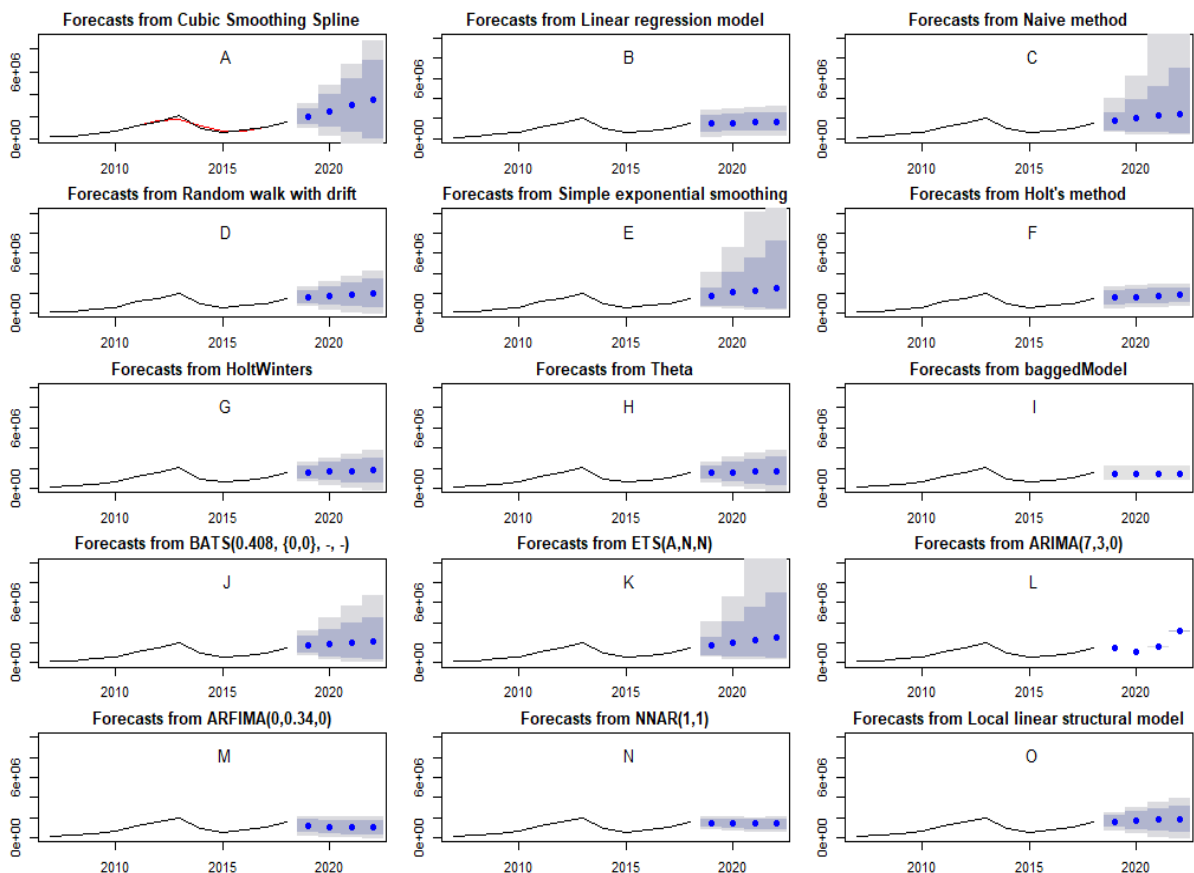 Forecasts from Cubic Smoothing Spline
A
6e+06
0e+00
2010 2015 2020
Forecasts from Linear regression model
B
6e+06
0e+00
2010 2015 2020
Forecasts from Naive method
C
6e+06
0e+00
2010 2015 2020
Forecasts from Random walk with drift
D
6e+06
0e+00
2010 2015 2020
Forecasts from Simple exponential smoothing
E
6e+06
0e+00
2010 2015 2020
Forecasts from Holt's method
F
6e+06
0e+00
2010 2015 2020
Forecasts from HoltWinters
G
6e+06
0e+00
2010 2015 2020
Forecasts from Theta
H
6e+06
0e+00
2010 2015 2020
Forecasts from baggedModel
I
6e+06
0e+00
2010 2015 2020
Forecasts from BATS(0.408, {0,0}, -, -)
J
6e+06
0e+00
2010 2015 2020
Forecasts from ETS(A,N,N)
K
6e+06
0e+00
2010 2015 2020
Forecasts from ARIMA(7,3,0)
L
6e+06
0e+00
2010 2015 2020
Forecasts from ARFIMA(0,0.34,0)
M
6e+06
0e+00
2010 2015 2020
Forecasts from NNAR(1,1)
N
6e+06
0e+00
2010 2015 2020
Forecasts from Local linear structural model
O
6e+06
0e+00
2010 2015 2020